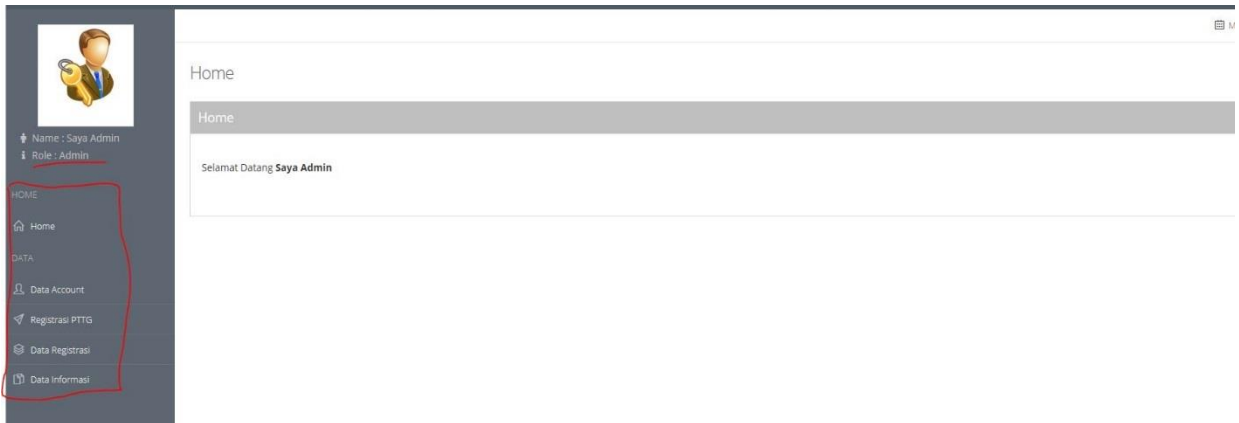 Name : Saya Admin
Role : Admin
HOME
Home
DATA
Data Account
Registrasi PTTG
Data Registrasi
Data Informasi
M
Home
Home
Selamat Datang Saya Admin